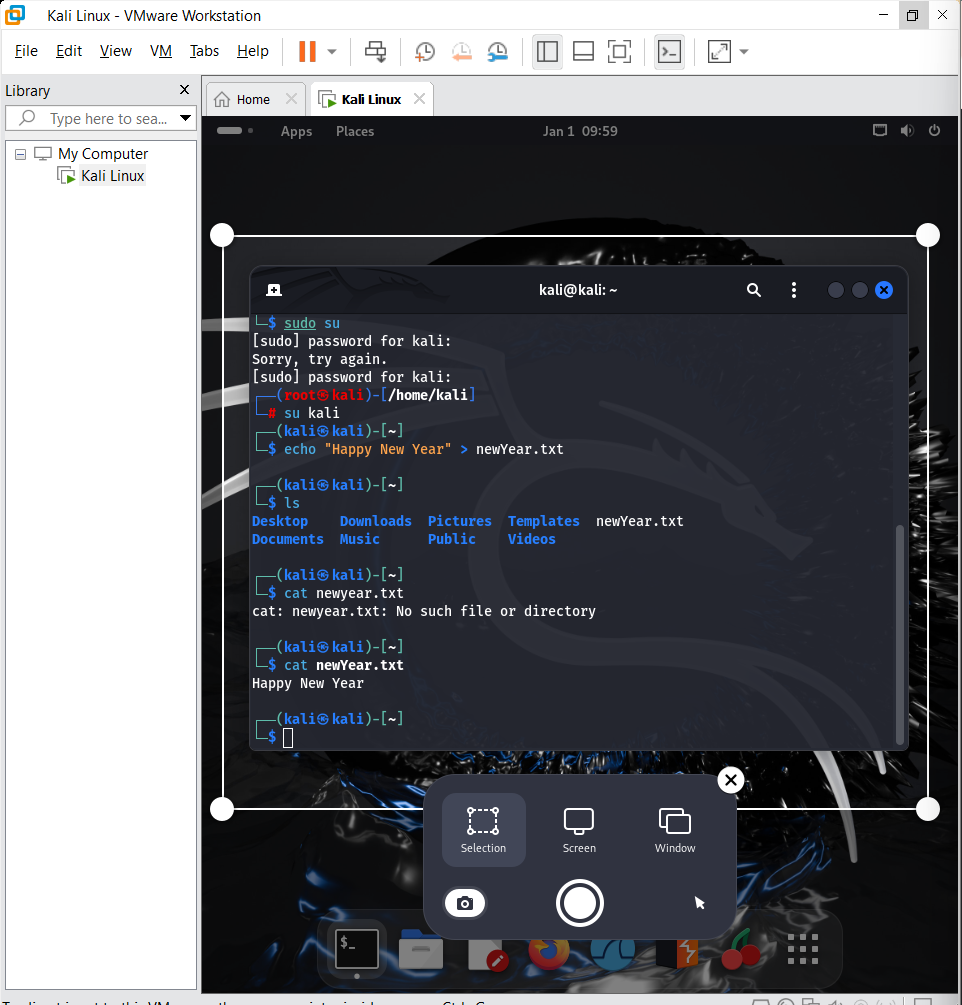 Kali Linux - VMware Workstation
File Edit View VM Tabs Help
Library
Type here to sea...
My Computer
Kali Linux
Home
Kali Linux
Apps Places Jan 1 09:59
kali@kali: ~
└─$ sudo su
[sudo] password for kali:
Sorry, try again.
[sudo] password for kali:
┌──(root㉿kali)-[/home/kali]
└─# su kali
┌──(kali㉿kali)-[~]
└─$ echo "Happy New Year" > newYear.txt
┌──(kali㉿kali)-[~]
└─$ ls
Desktop Downloads Pictures Templates newYear.txt
Documents Music Public Videos
┌──(kali㉿kali)-[~]
└─$ cat newyear.txt
cat: newyear.txt: No such file or directory
┌──(kali㉿kali)-[~]
└─$ cat newYear.txt
Happy New Year
┌──(kali㉿kali)-[~]
└─$
Selection Screen Window
$_